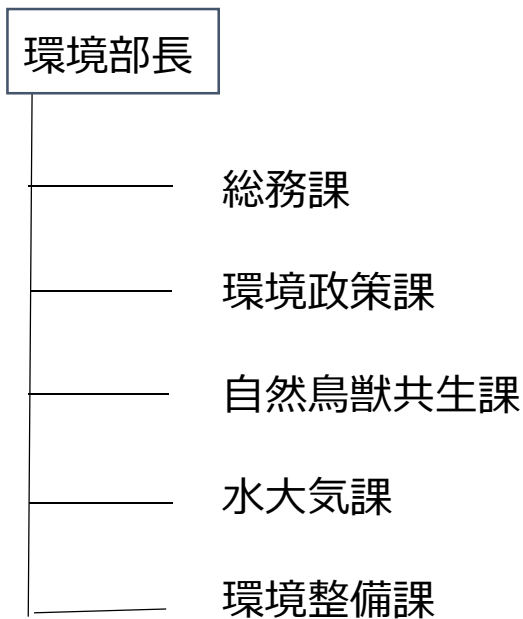 環境部長
総務課
環境政策課
自然鳥獣共生課
水大気課
環境整備課